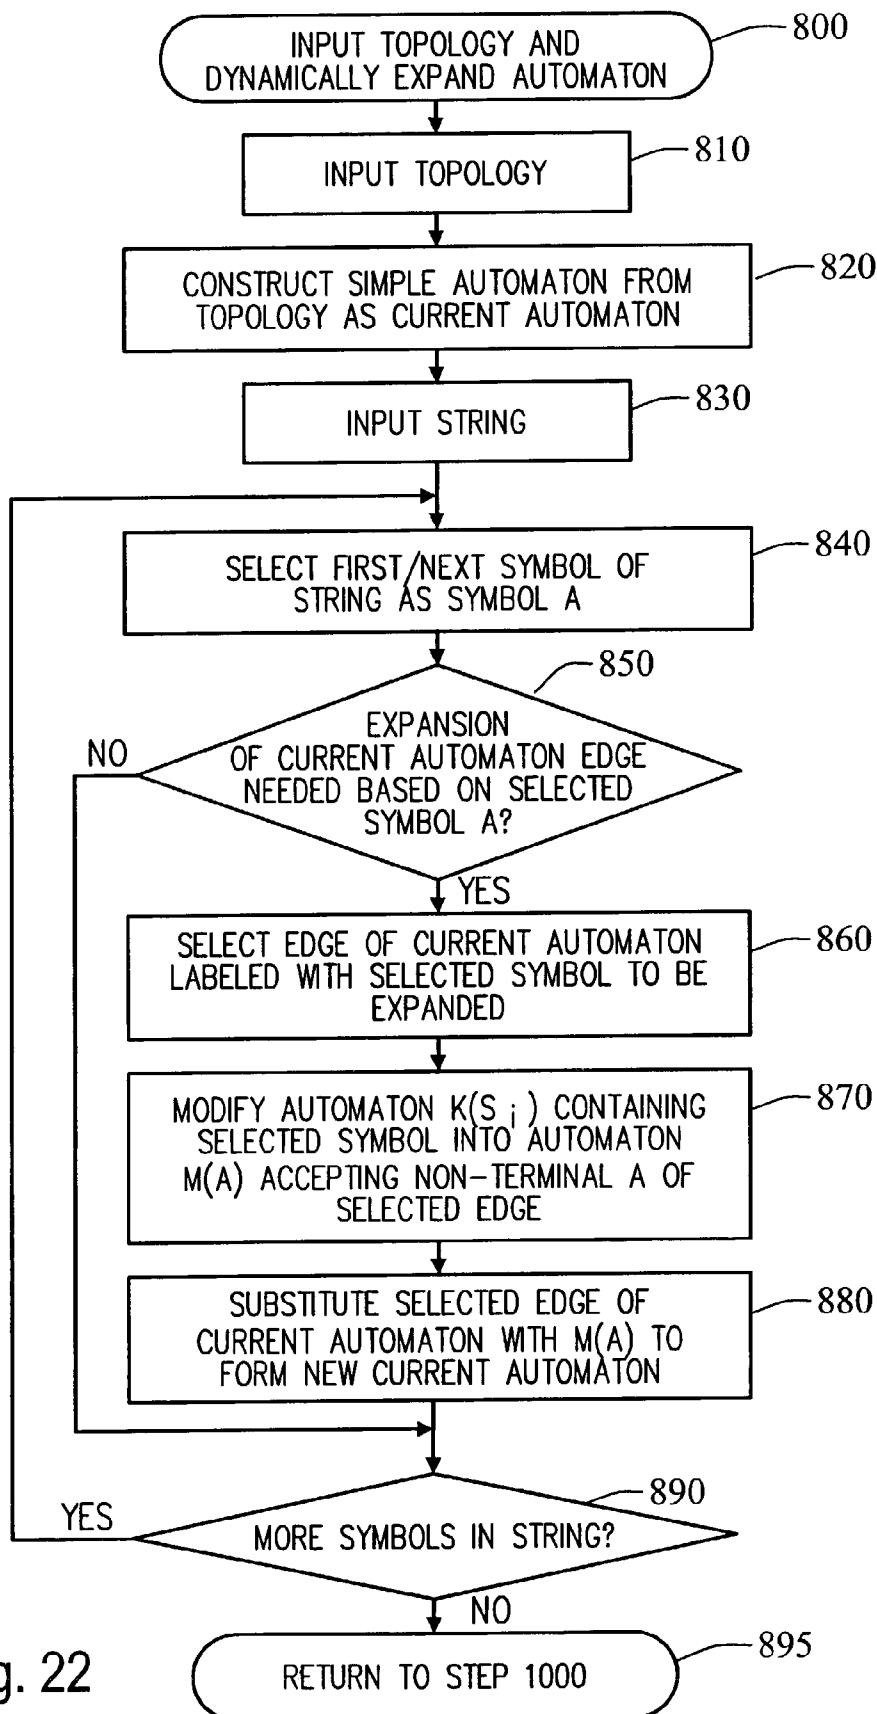 INPUT TOPOLOGY AND
DYNAMICALLY EXPAND AUTOMATON
800
INPUT TOPOLOGY
810
CONSTRUCT SIMPLE AUTOMATON FROM
TOPOLOGY AS CURRENT AUTOMATON
820
INPUT STRING
830
SELECT FIRST/NEXT SYMBOL OF
STRING AS SYMBOL A
840
850
EXPANSION
OF CURRENT AUTOMATON EDGE
NEEDED BASED ON SELECTED
SYMBOL A?
NO
YES
SELECT EDGE OF CURRENT AUTOMATON
LABELED WITH SELECTED SYMBOL TO BE
EXPANDED
860
MODIFY AUTOMATON K(S i) CONTAINING
SELECTED SYMBOL INTO AUTOMATON
M(A) ACCEPTING NON-TERMINAL A OF
SELECTED EDGE
870
SUBSTITUTE SELECTED EDGE OF
CURRENT AUTOMATON WITH M(A) TO
FORM NEW CURRENT AUTOMATON
880
890
YES
MORE SYMBOLS IN STRING?
NO
RETURN TO STEP 1000
895
g. 22